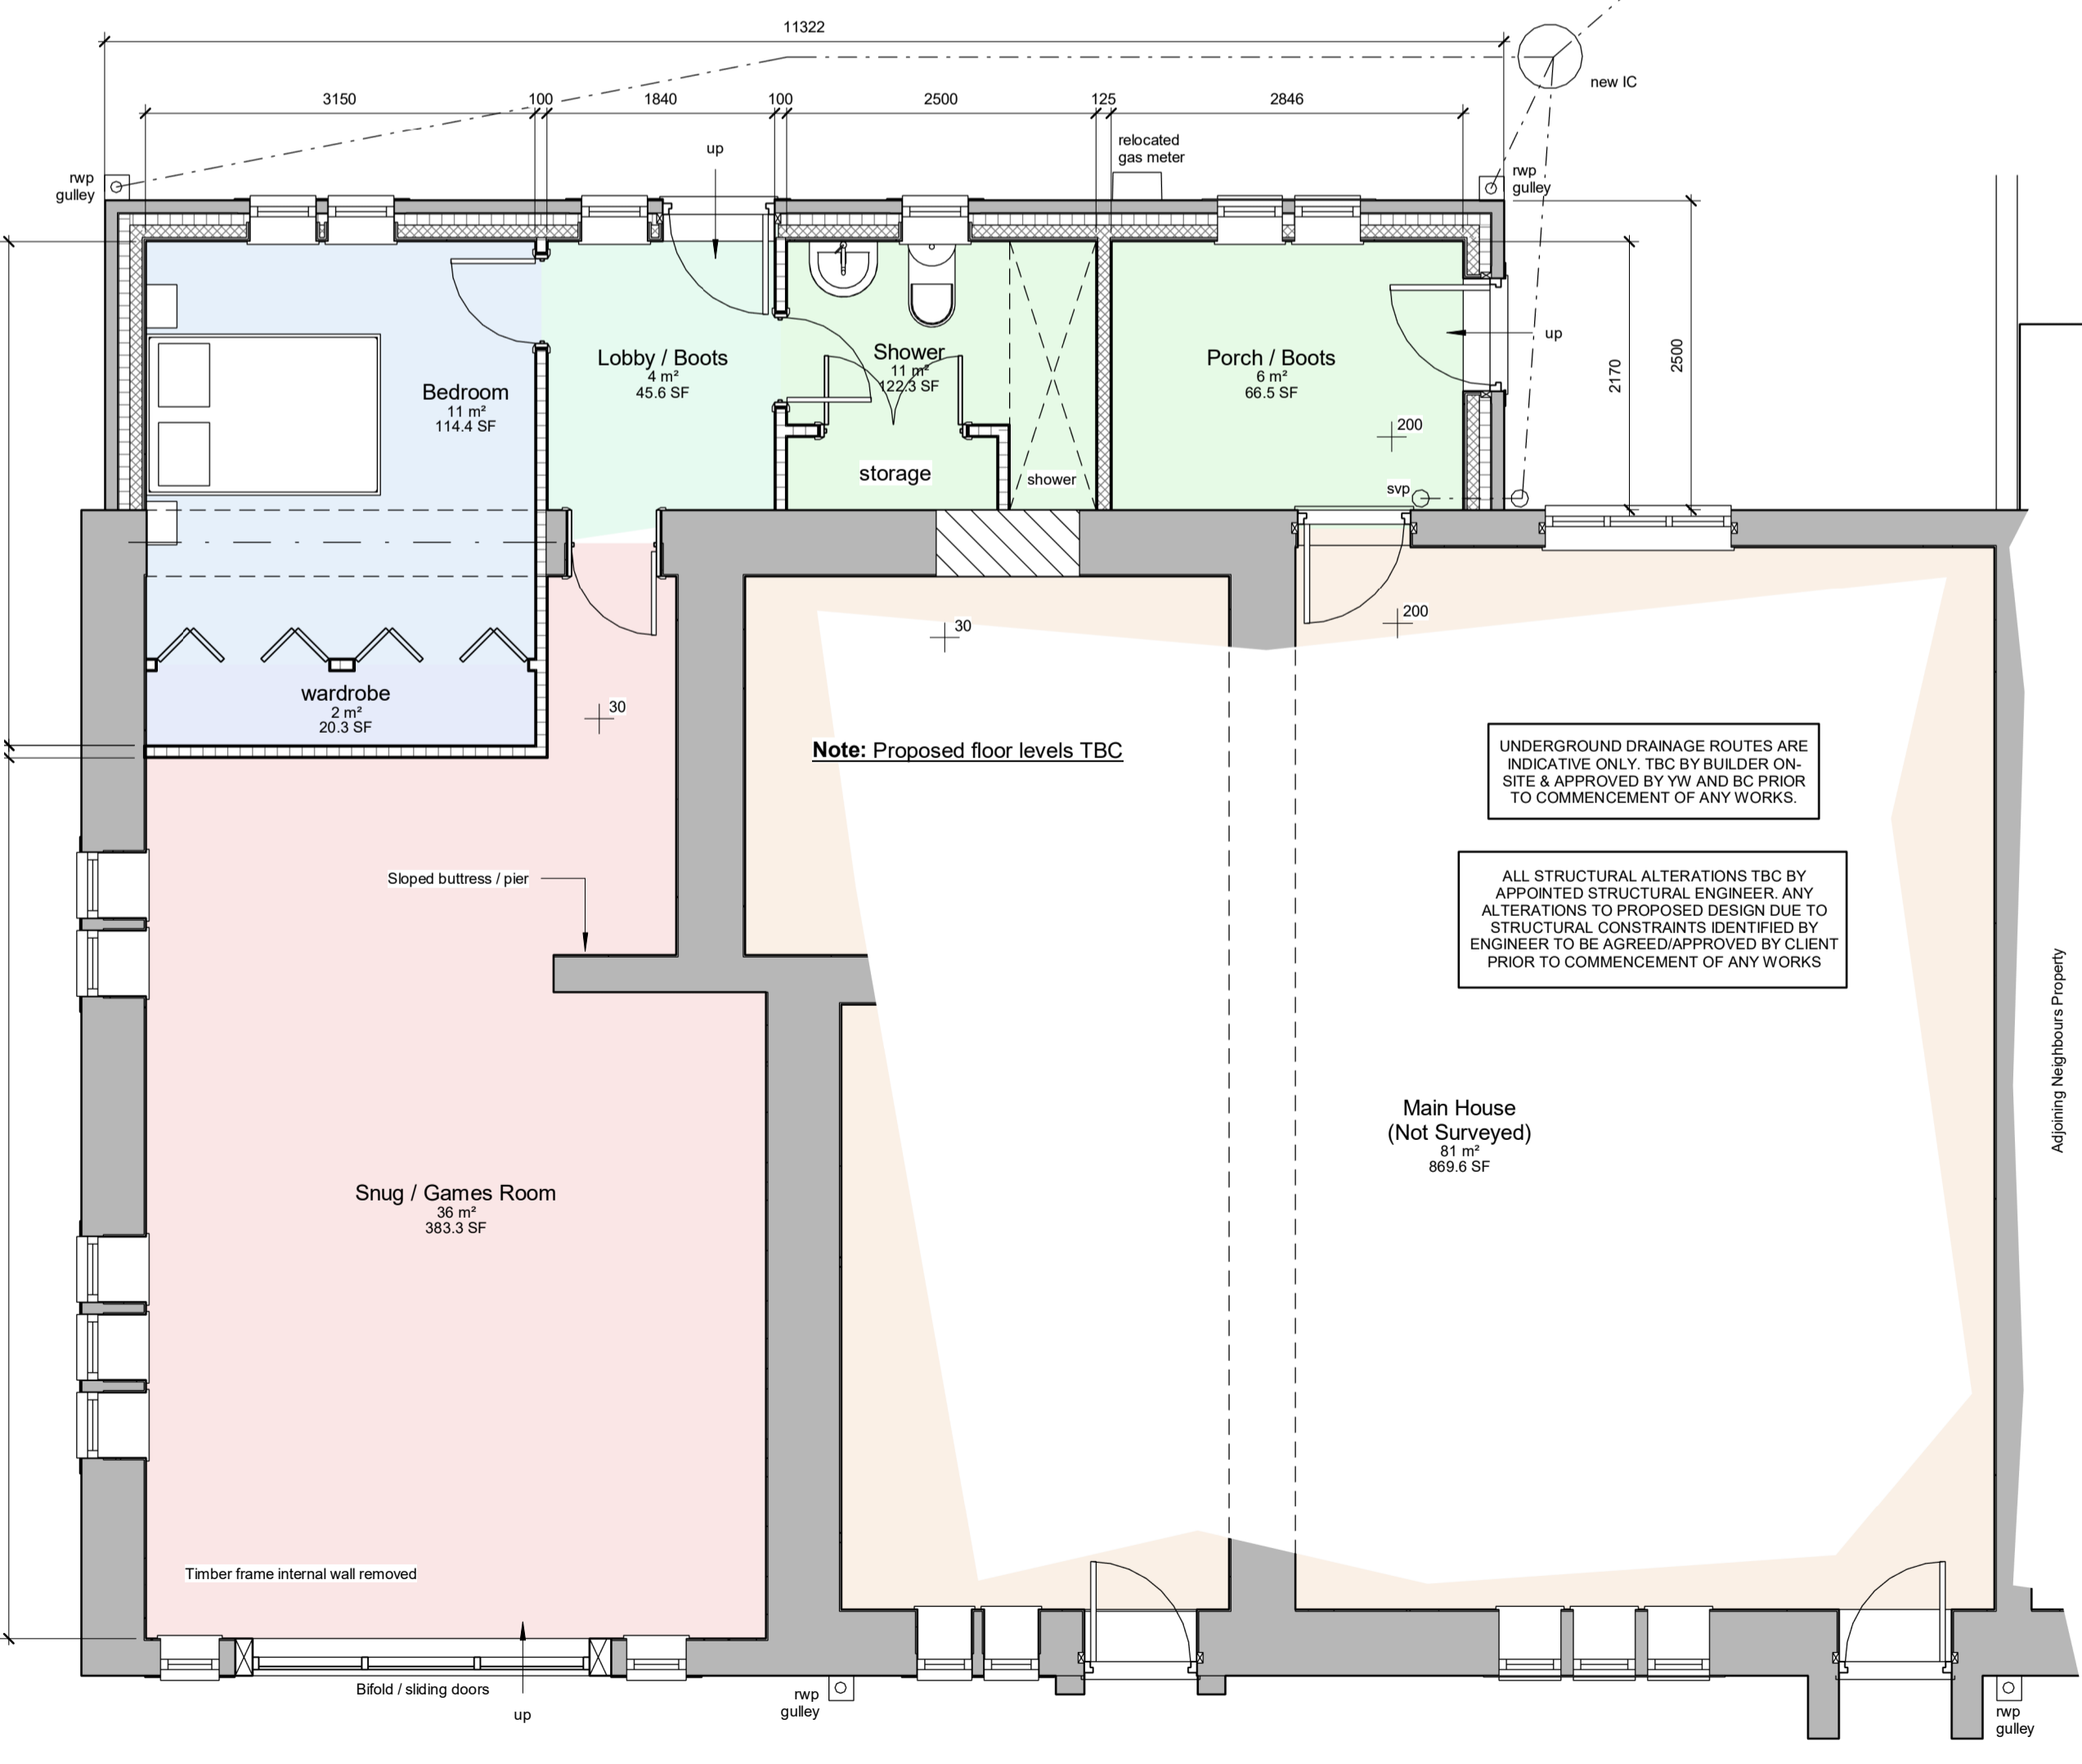 11322
new IC
3150
100
1840
100
2500
125
2846
up
relocated
gas meter
rwp
gulley
rwp
gulley
Bedroom
11 m²
114.4 SF
Lobby / Boots
4 m²
45.6 SF
Shower
11 m²
122.3 SF
Porch / Boots
6 m²
66.5 SF
up
2170
2500
200
storage
shower
svp
200
30
wardrobe
2 m²
20.3 SF
30
Note: Proposed floor levels TBC
UNDERGROUND DRAINAGE ROUTES ARE
INDICATIVE ONLY. TBC BY BUILDER ON-
SITE & APPROVED BY YW AND BC PRIOR
TO COMMENCEMENT OF ANY WORKS.
Sloped buttress / pier
ALL STRUCTURAL ALTERATIONS TBC BY
APPOINTED STRUCTURAL ENGINEER. ANY
ALTERATIONS TO PROPOSED DESIGN DUE TO
STRUCTURAL CONSTRAINTS IDENTIFIED BY
ENGINEER TO BE AGREED/APPROVED BY CLIENT
PRIOR TO COMMENCEMENT OF ANY WORKS
Adjoining Neighbours Property
Main House
(Not Surveyed)
81 m²
869.6 SF
Snug / Games Room
36 m²
383.3 SF
Timber frame internal wall removed
Bifold / sliding doors
up
rwp
gulley
rwp
gulley